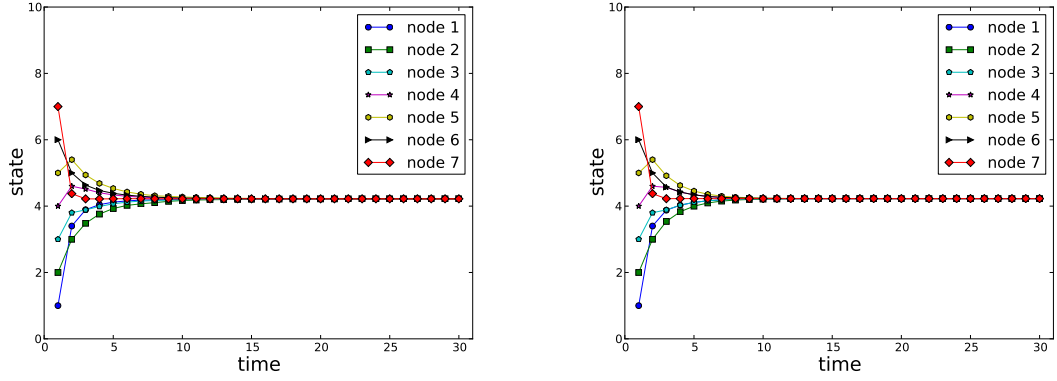 10
8
6
4
2
0
state
0 5 10 15 20 25 30
time
node 1
node 2
node 3
node 4
node 5
node 6
node 7
10
8
6
4
2
0
state
0 5 10 15 20 25 30
time
node 1
node 2
node 3
node 4
node 5
node 6
node 7